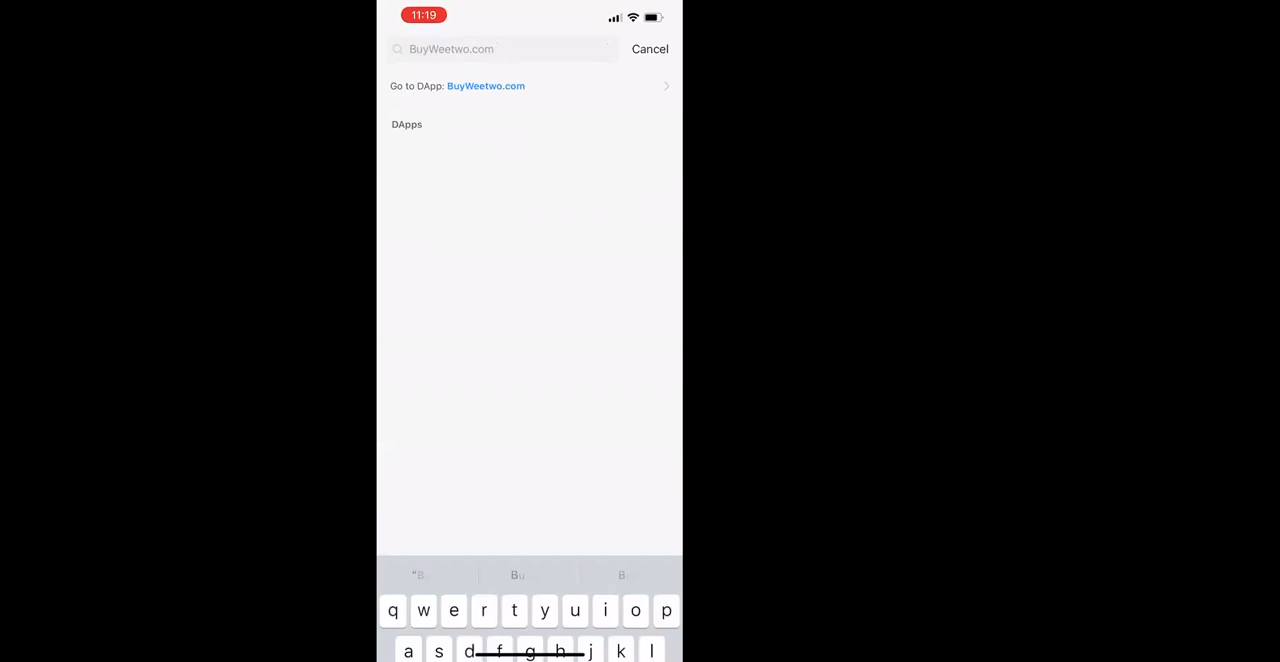 11:19
BuyWeetwo.com
Cancel
Go to DApp: BuyWeetwo.com
DApps
"B Bu B
q w e r t y u i o p
a s d f g h j k l